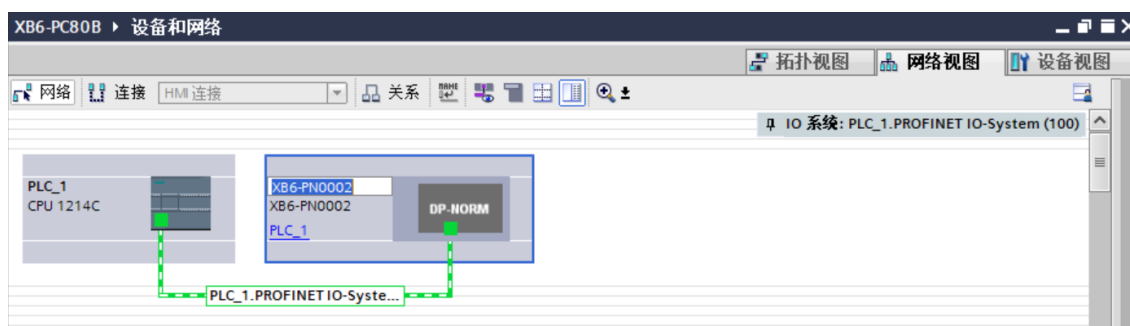 XB6-PC80B ▸ 设备和网络
拓扑视图 网络视图 设备视图
网络 连接 HMI 连接 关系
IO 系统: PLC_1.PROFINET IO-System (100)
PLC_1
CPU 1214C
XB6-PN0002
XB6-PN0002
DP-NORM
PLC_1
PLC_1.PROFINET IO-Syste...